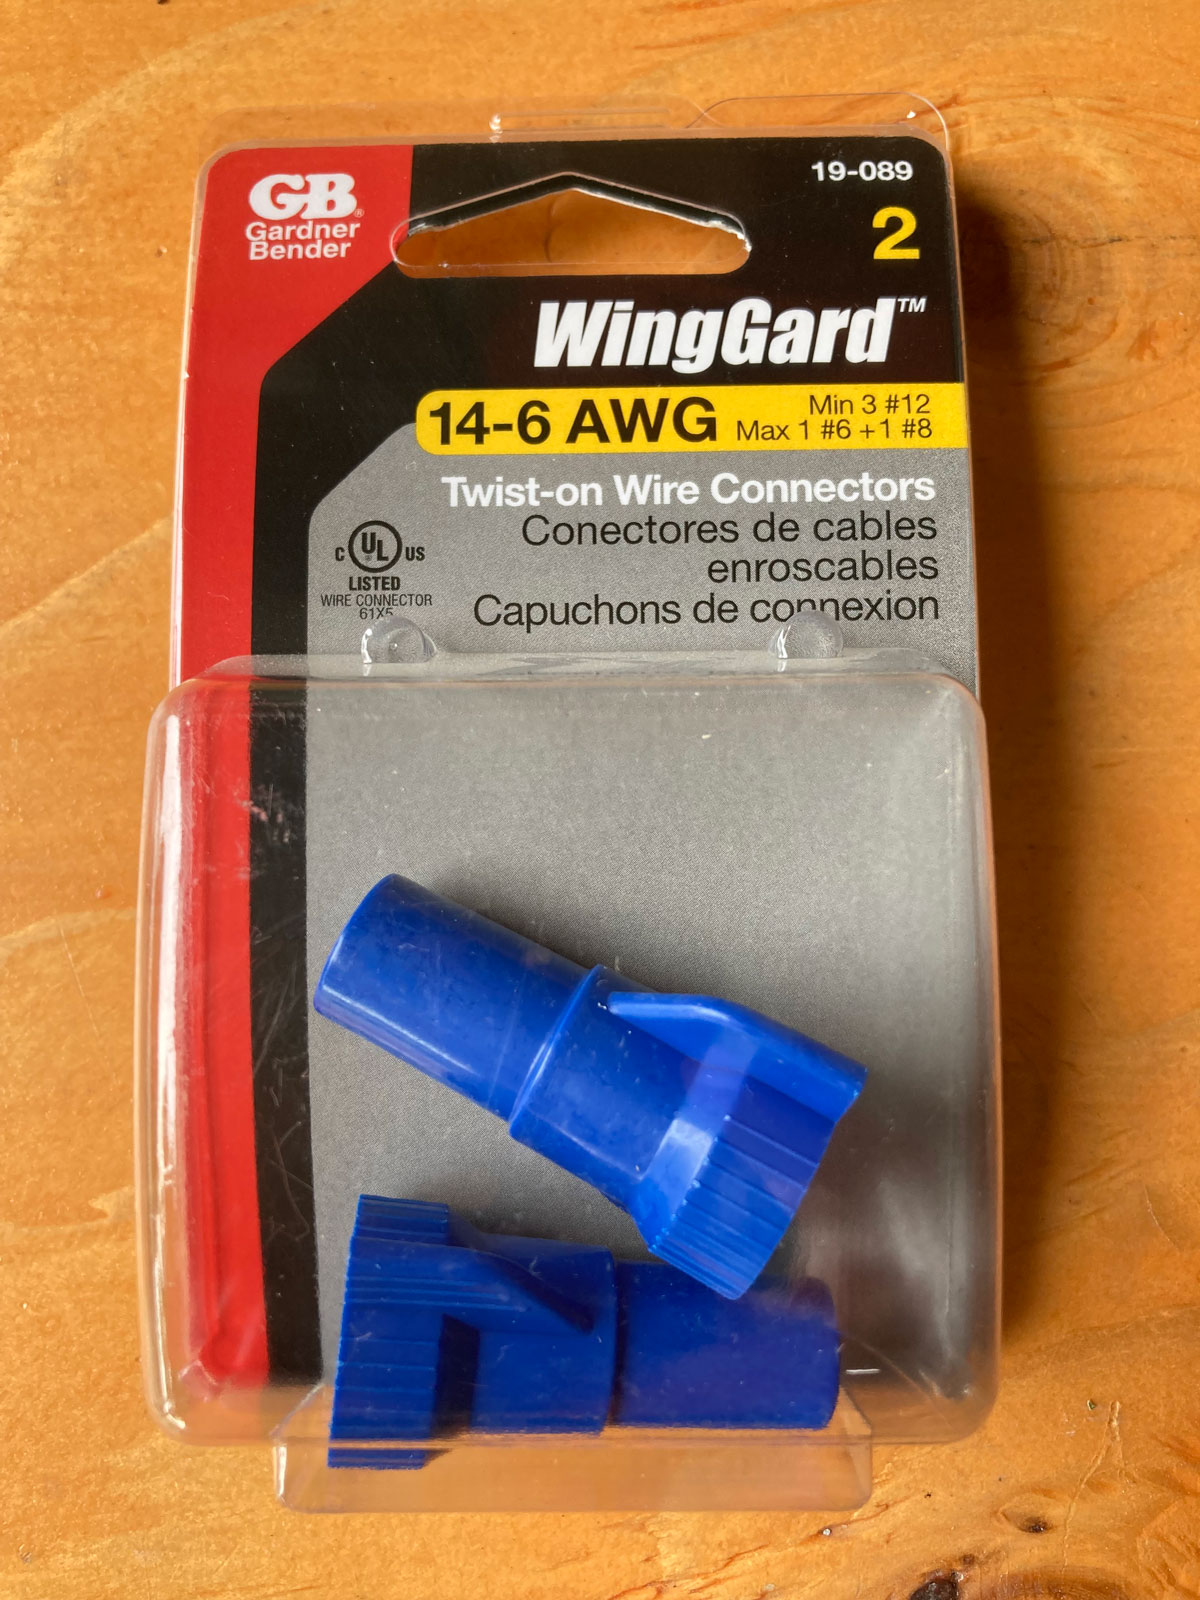 GB®
Gardner
Bender
19-089
2
WingGard™
14-6 AWG
Min 3 #12
Max 1 #6 +1 #8
Twist-on Wire Connectors
Conectores de cables
enroscables
Capuchons de connexion
C UL® US
LISTED
WIRE CONNECTOR
61X5